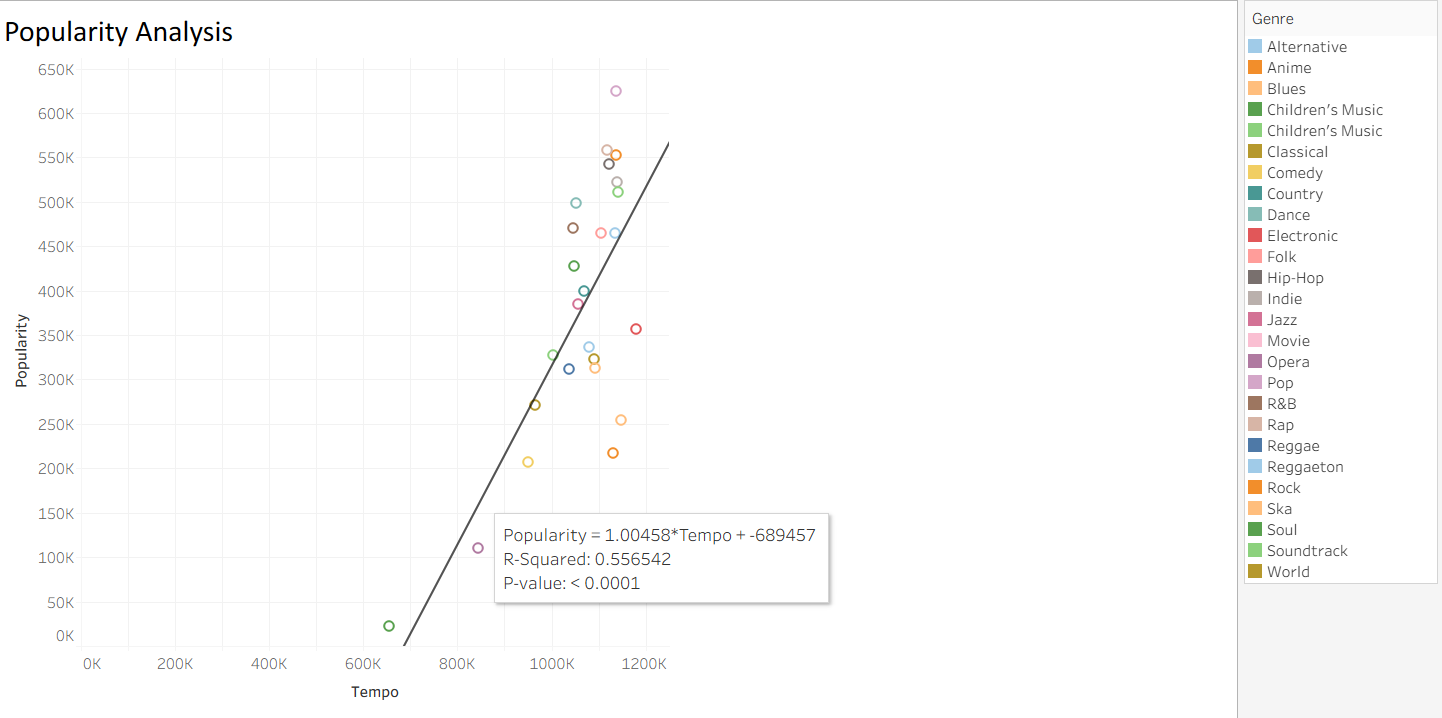 Popularity Analysis
650K
600K
550K
500K
450K
400K
350K
300K
250K
200K
150K
100K
50K
0K
Popularity
0K 200K 400K 600K 800K 1000K 1200K
Tempo
Popularity = 1.00458*Tempo + -689457
R-Squared: 0.556542
P-value: < 0.0001
Genre
Alternative
Anime
Blues
Children's Music
Children’s Music
Classical
Comedy
Country
Dance
Electronic
Folk
Hip-Hop
Indie
Jazz
Movie
Opera
Pop
R&B
Rap
Reggae
Reggaeton
Rock
Ska
Soul
Soundtrack
World